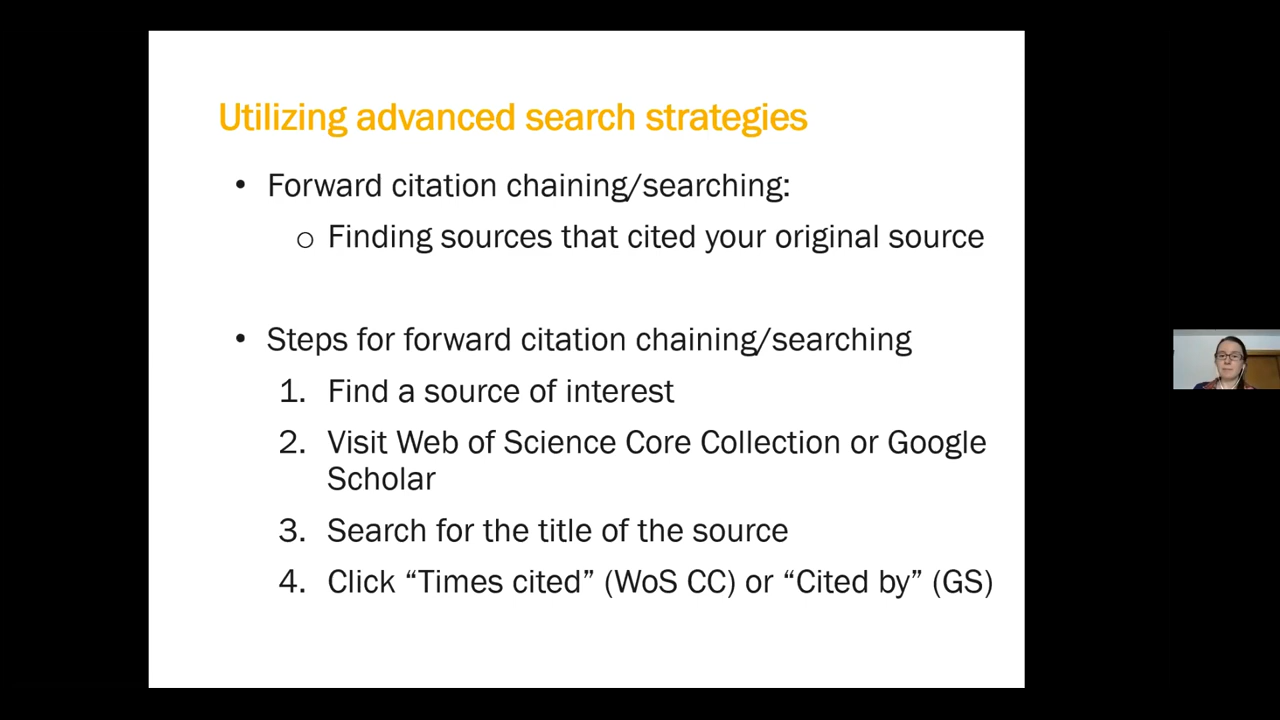 Utilizing advanced search strategies
• Forward citation chaining/searching:
o Finding sources that cited your original source
• Steps for forward citation chaining/searching
1. Find a source of interest
2. Visit Web of Science Core Collection or Google
Scholar
3. Search for the title of the source
4. Click “Times cited” (WoS CC) or “Cited by” (GS)